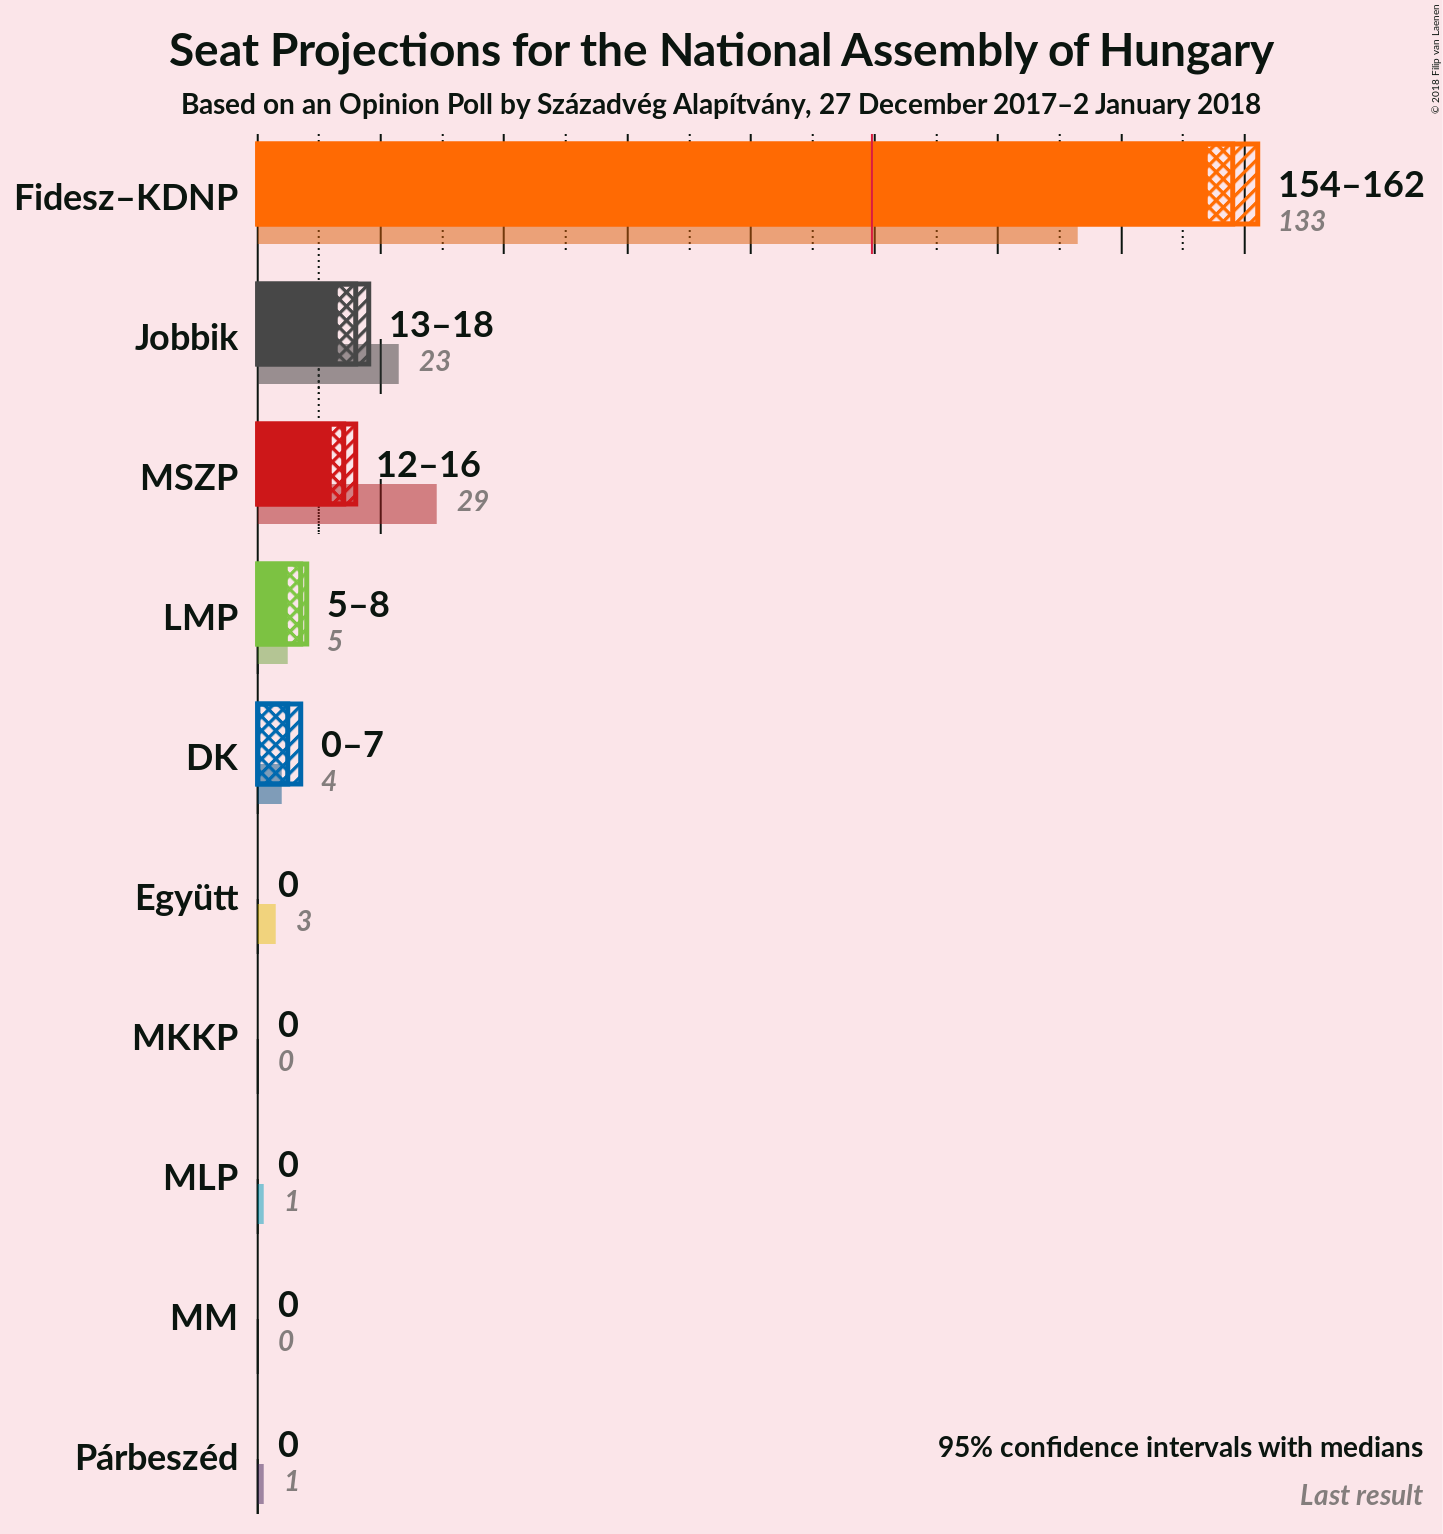 Seat Projections for the National Assembly of Hungary
Based on an Opinion Poll by Századvég Alapítvány, 27 December 2017–2 January 2018
© 2018 Filip van Laenen
Fidesz–KDNP
154–162
133
Jobbik
13–18
23
MSZP
12–16
29
LMP
5–8
5
DK
0–7
4
Együtt
0
3
MKKP
0
0
MLP
0
1
MM
0
0
Párbeszéd
0
1
95% confidence intervals with medians
Last result